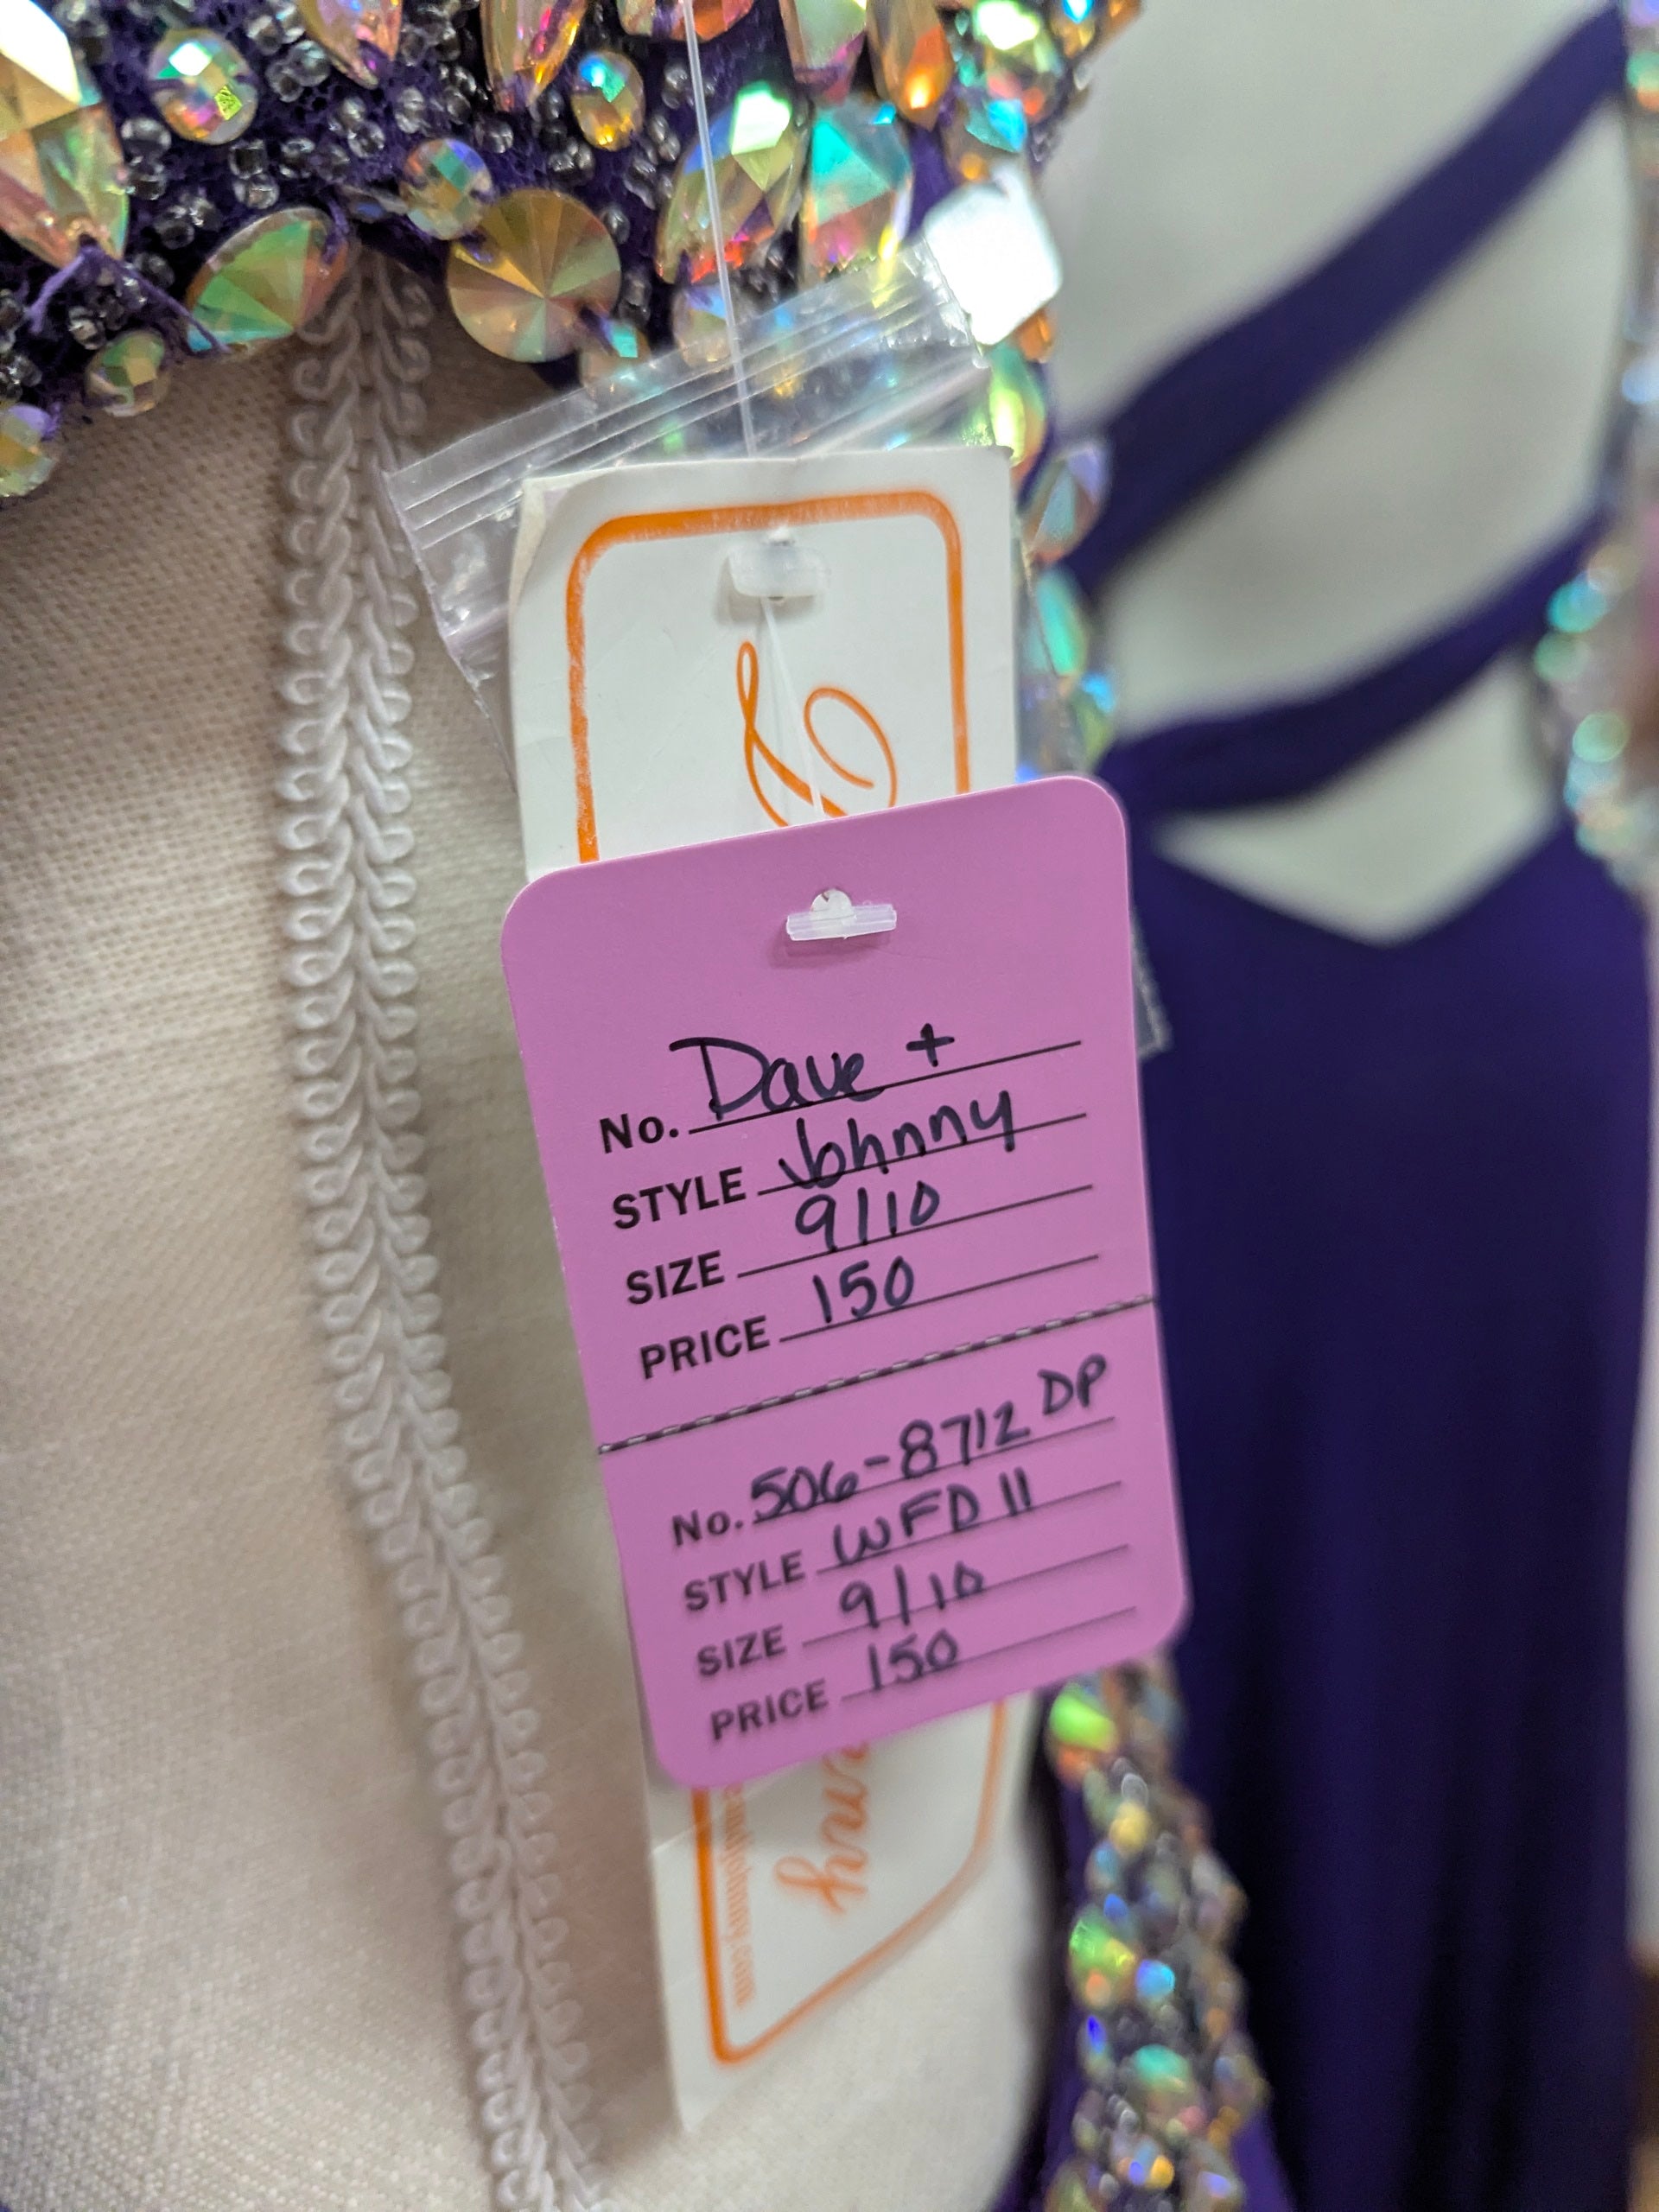 No. Dave +
STYLE Johnny
SIZE 9/10
PRICE 150
No. 506-8712 DP
STYLE WFD 11
SIZE 9/10
PRICE 150